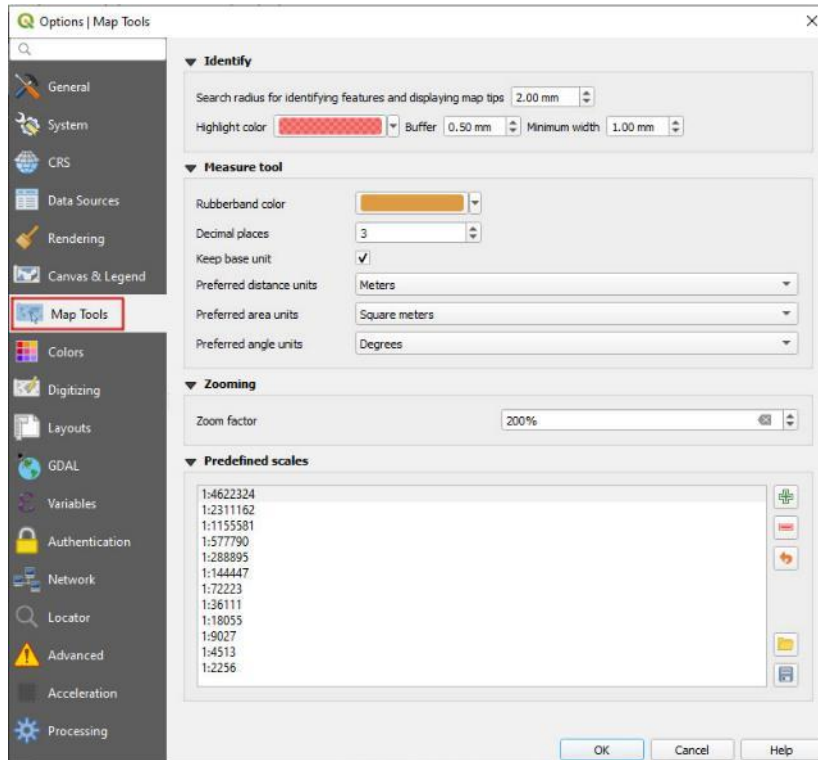 Options | Map Tools
General
System
CRS
Data Sources
Rendering
Canvas & Legend
Map Tools
Colors
Digitizing
Layouts
GDAL
Variables
Authentication
Network
Locator
Advanced
Acceleration
Processing
Identify
Search radius for identifying features and displaying map tips 2.00 mm
Highlight color Buffer 0.50 mm Minimum width 1.00 mm
Measure tool
Rubberband color
Decimal places 3
Keep base unit
Preferred distance units Meters
Preferred area units Square meters
Preferred angle units Degrees
Zooming
Zoom factor 200%
Predefined scales
1:4622324
1:2311162
1:1155581
1:577790
1:288895
1:144447
1:72223
1:36111
1:18055
1:9027
1:4513
1:2256
OK Cancel Help